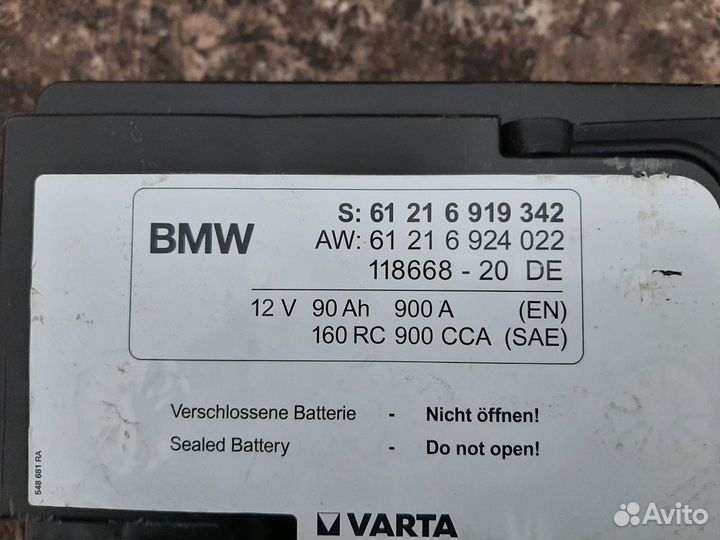 BMW
S: 61 21 6 919 342
AW: 61 21 6 924 022
118668 - 20 DE
12 V 90 Ah 900 A (EN)
160 RC 900 CCA (SAE)
Verschlossene Batterie - Nicht öffnen!
Sealed Battery - Do not open!
548 681 RA
VARTA
Avito